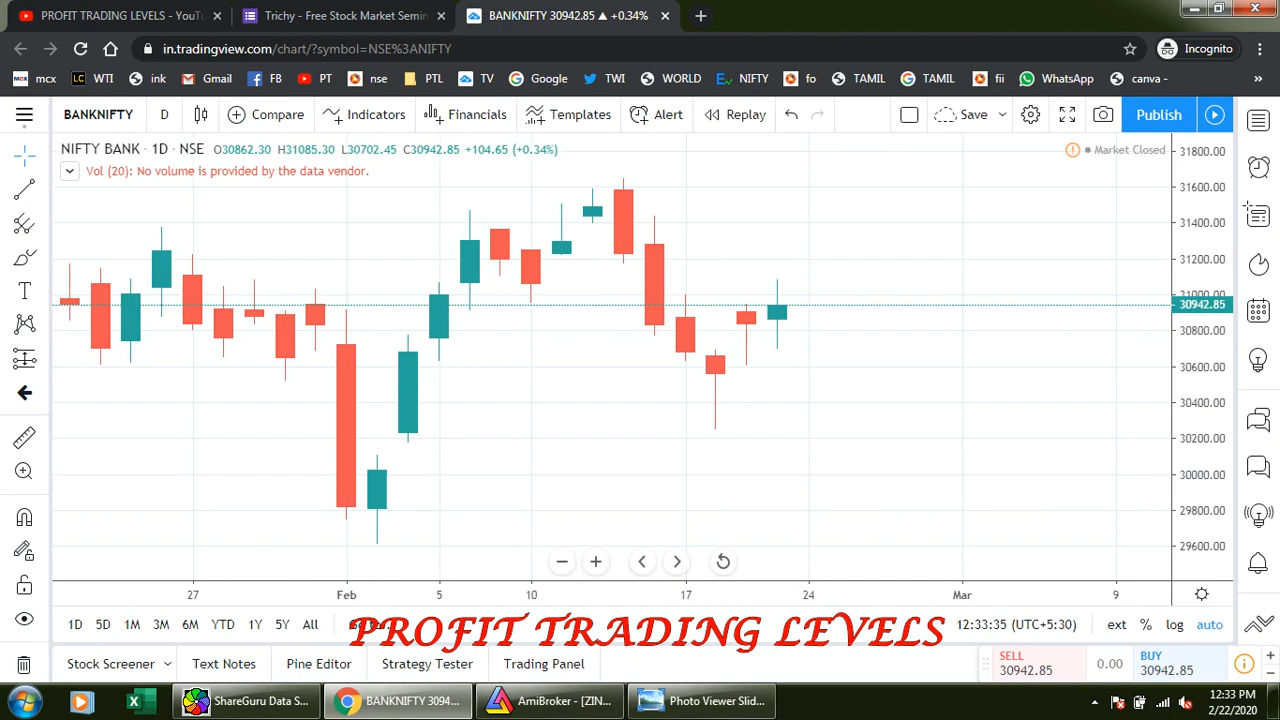 PROFIT TRADING LEVELS - YouTu
Trichy - Free Stock Market Semin
BANKNIFTY 30942.85 ▲ +0.34%
in.tradingview.com/chart/?symbol=NSE%3ANIFTY
Incognito
mcx WTI ink Gmail FB PT nse PTL TV Google TWI WORLD NIFTY fo TAMIL TAMIL fii WhatsApp canva - »
BANKNIFTY D Compare Indicators Financials Templates Alert Replay Save Publish
NIFTY BANK · 1D · NSE O30862.30 H31085.30 L30702.45 C30942.85 +104.65 (+0.34%)
Market Closed
Vol (20): No volume is provided by the data vendor.
31800.00
31600.00
31400.00
31200.00
31000.00
30942.85
30800.00
30600.00
30400.00
30200.00
30000.00
29800.00
29600.00
27 Feb 5 10 17 24 Mar 9
1D 5D 1M 3M 6M YTD 1Y 5Y All
12:33:35 (UTC+5:30) ext % log auto
PROFIT TRADING LEVELS
Stock Screener Text Notes Pine Editor Strategy Tester Trading Panel
SELL
30942.85
0.00
BUY
30942.85
ShareGuru Data S...
BANKNIFTY 3094...
AmiBroker - [ZIN...
Photo Viewer Slid...
12:33 PM
2/22/2020